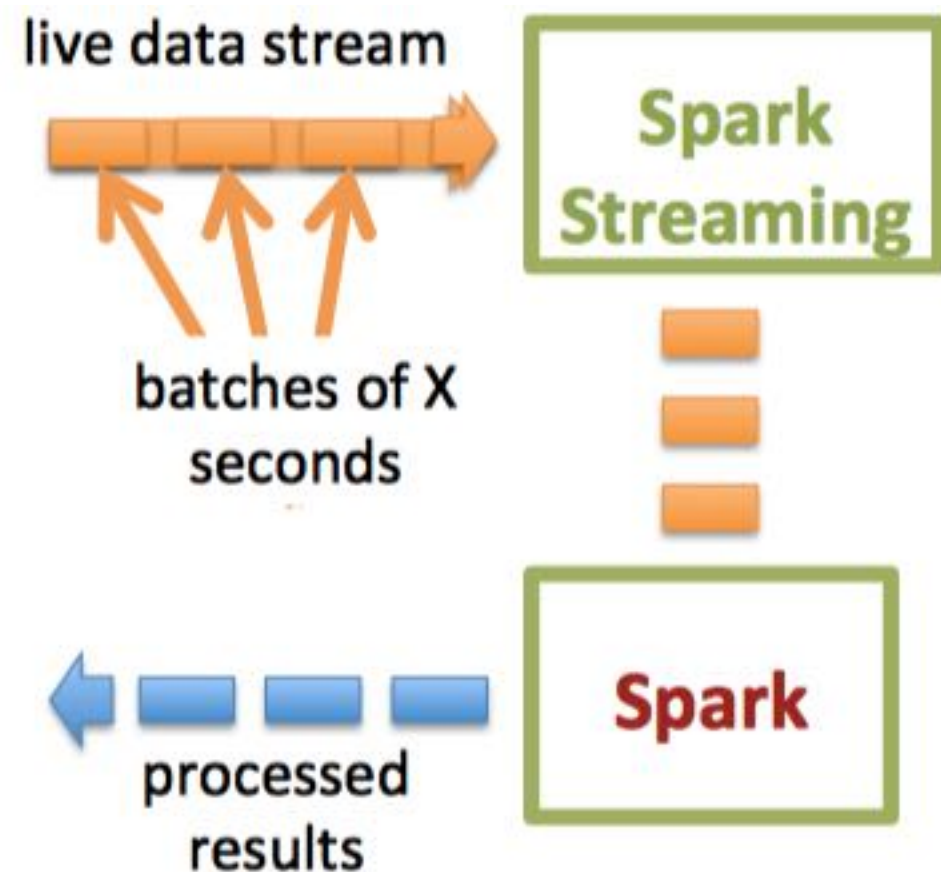 live data stream
Spark
Streaming
batches of X
seconds
Spark
processed
results